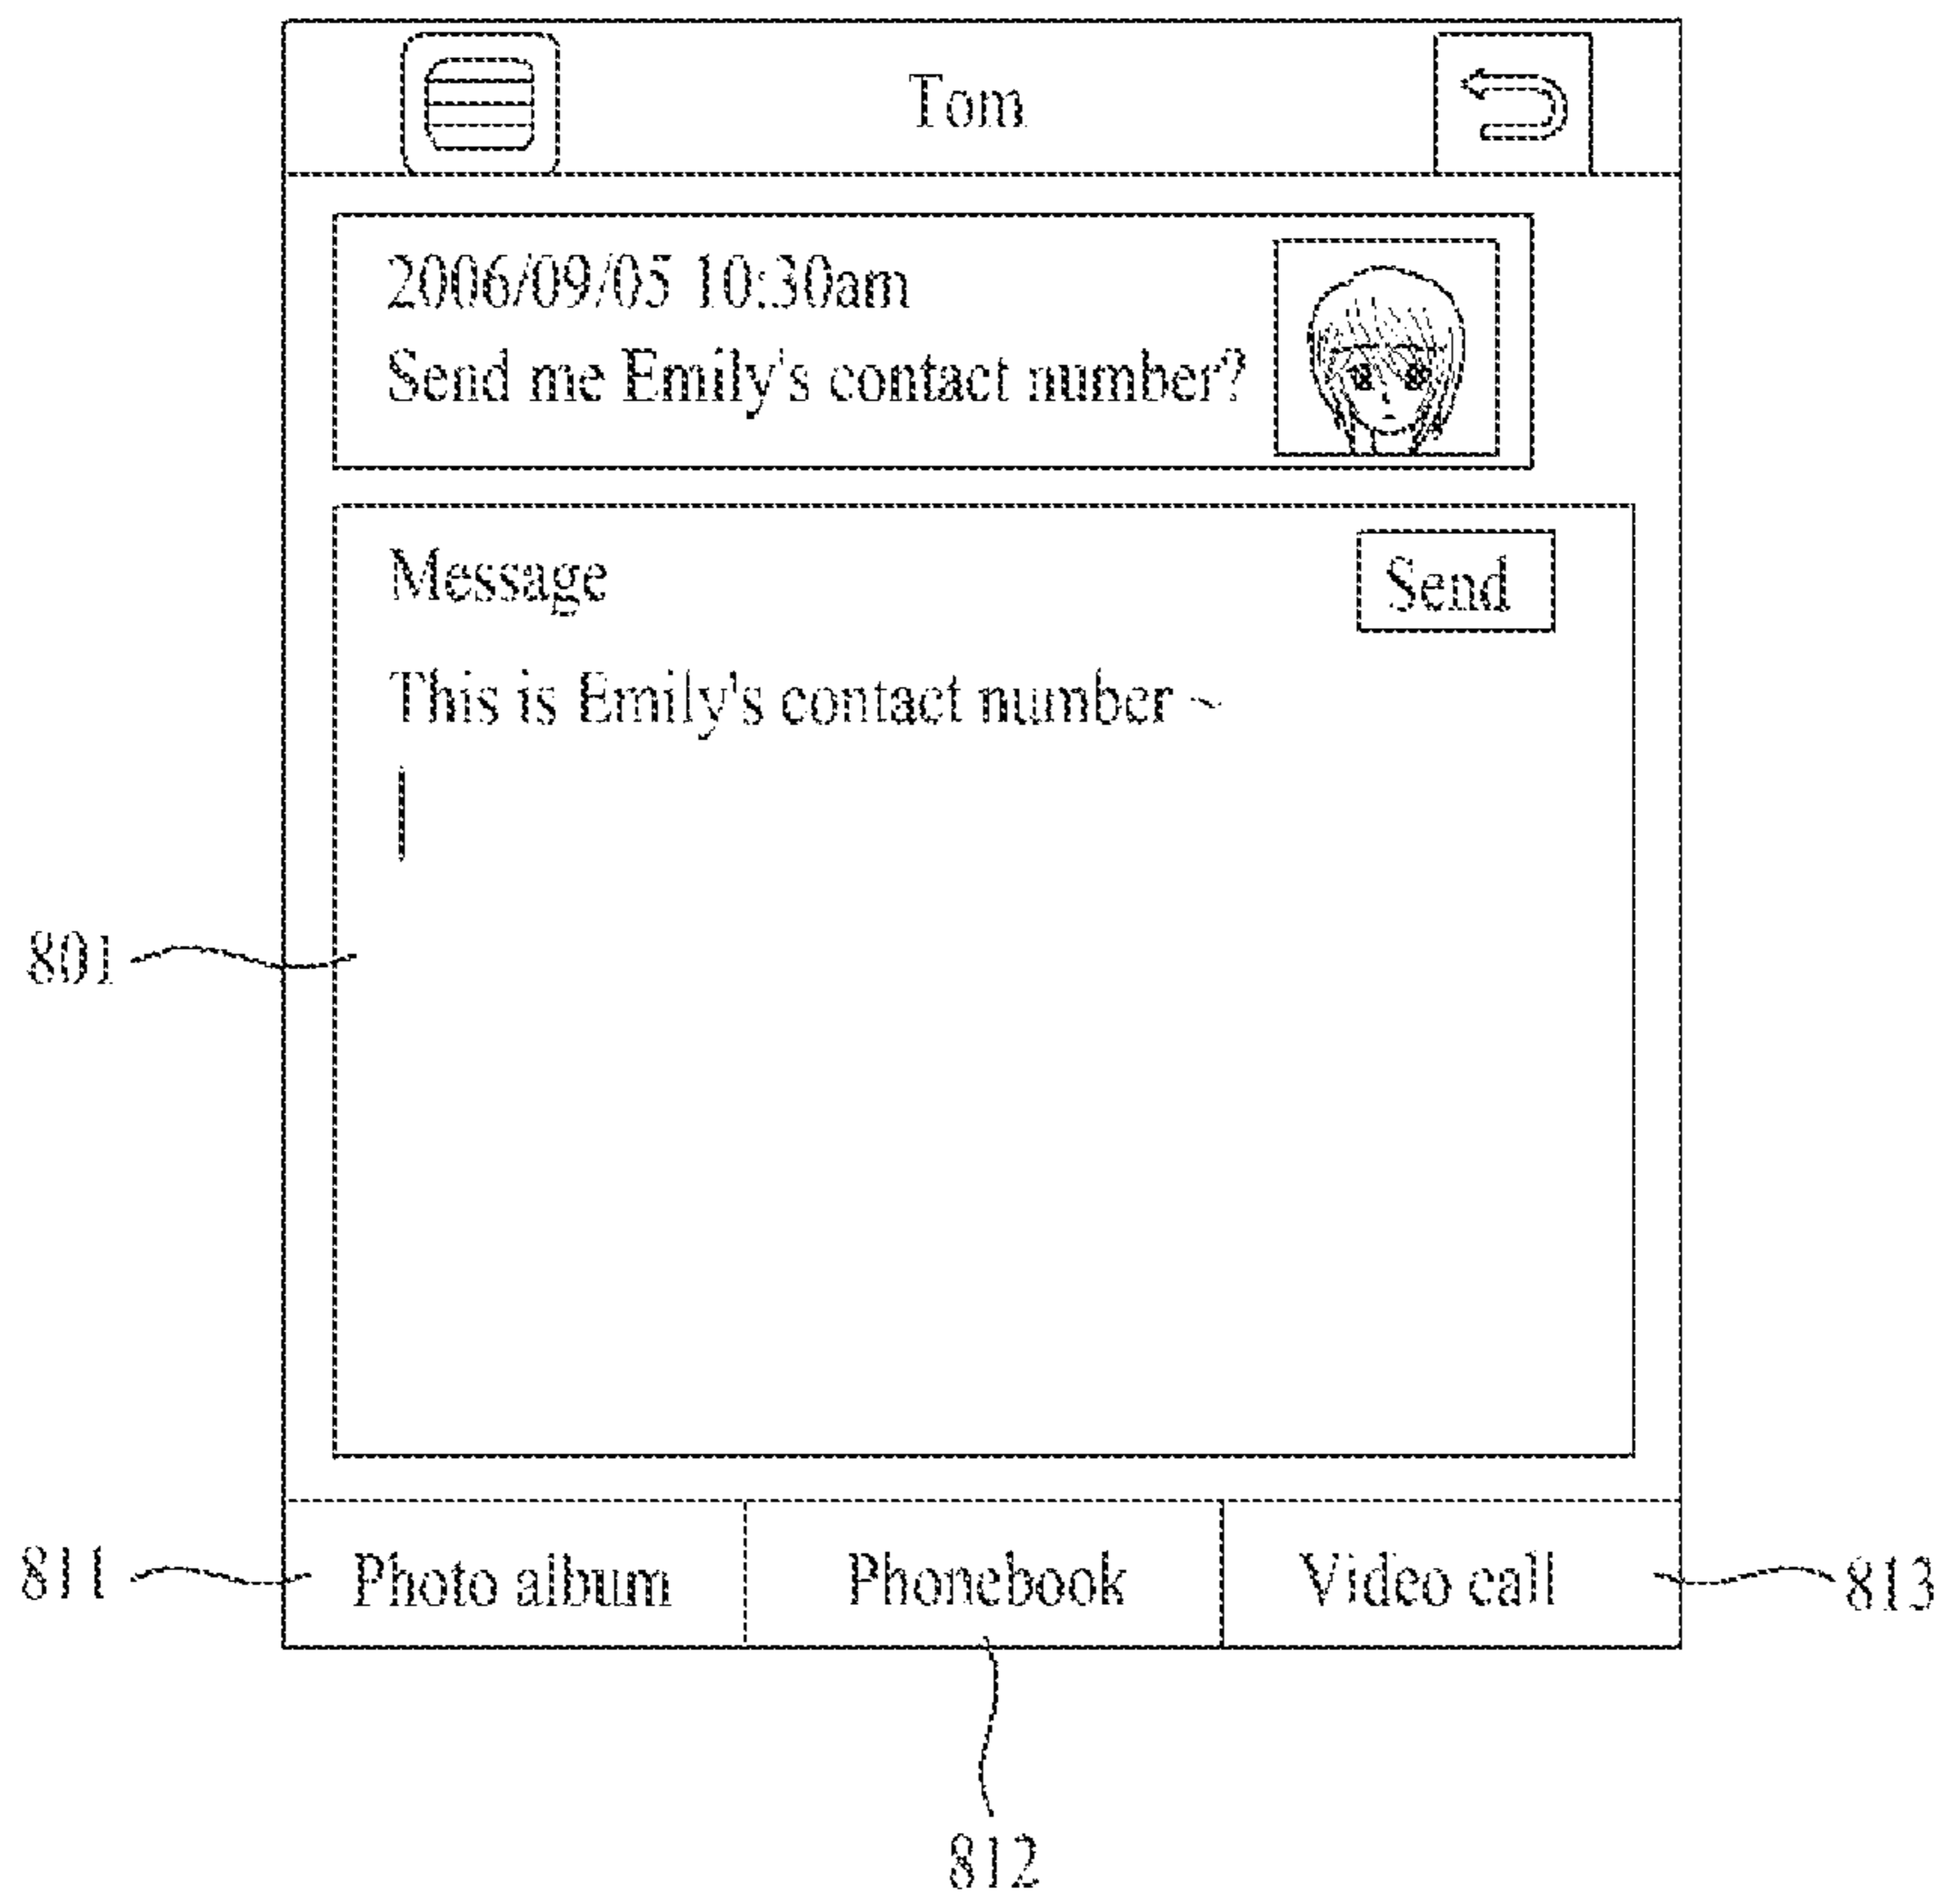 Tom
2006/09/05 10:30am
Send me Emily's contact number?
Message
Send
This is Emily's contact number ~
801
811
Photo album
Phonebook
Video call
813
812